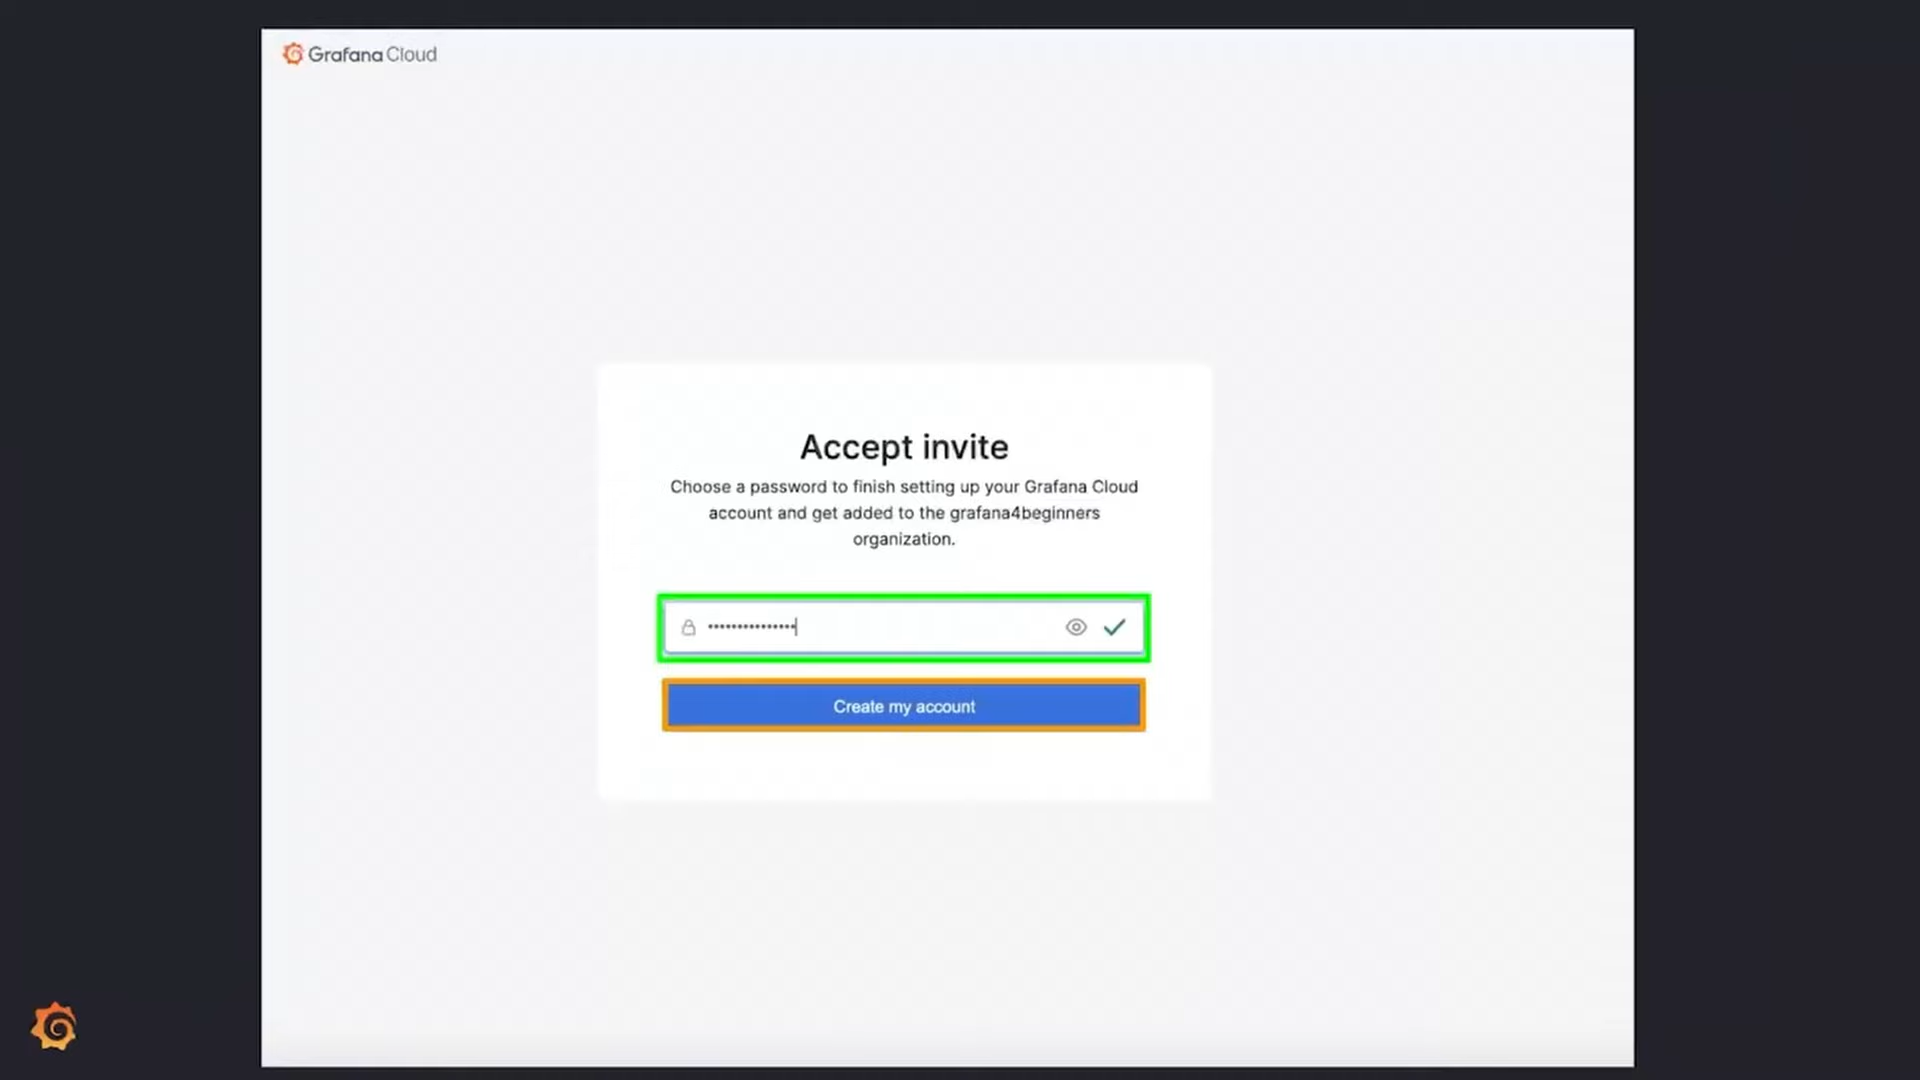 Grafana Cloud
Accept invite
Choose a password to finish setting up your Grafana Cloud
account and get added to the grafana4beginners
organization.
Create my account